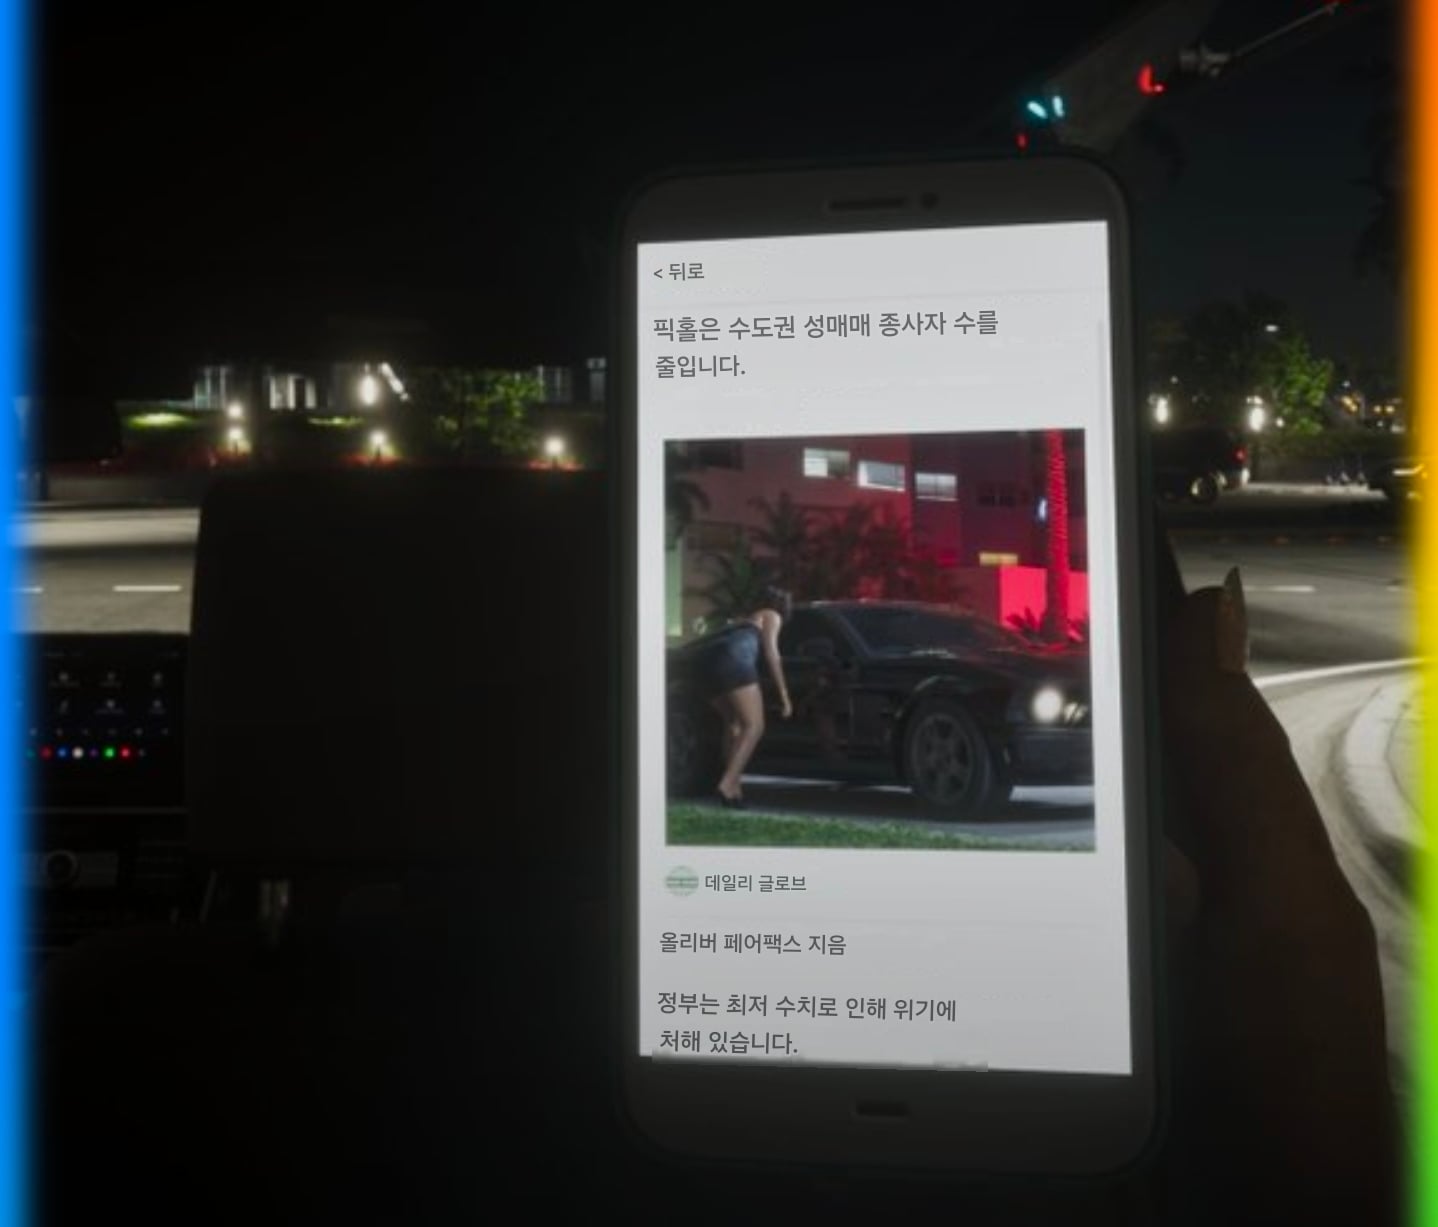 < 뒤로
픽홀은 수도권 성매매 종사자 수를
줄입니다.
데일리 글로브
올리버 페어팩스 지음
정부는 최저 수치로 인해 위기에
처해 있습니다.